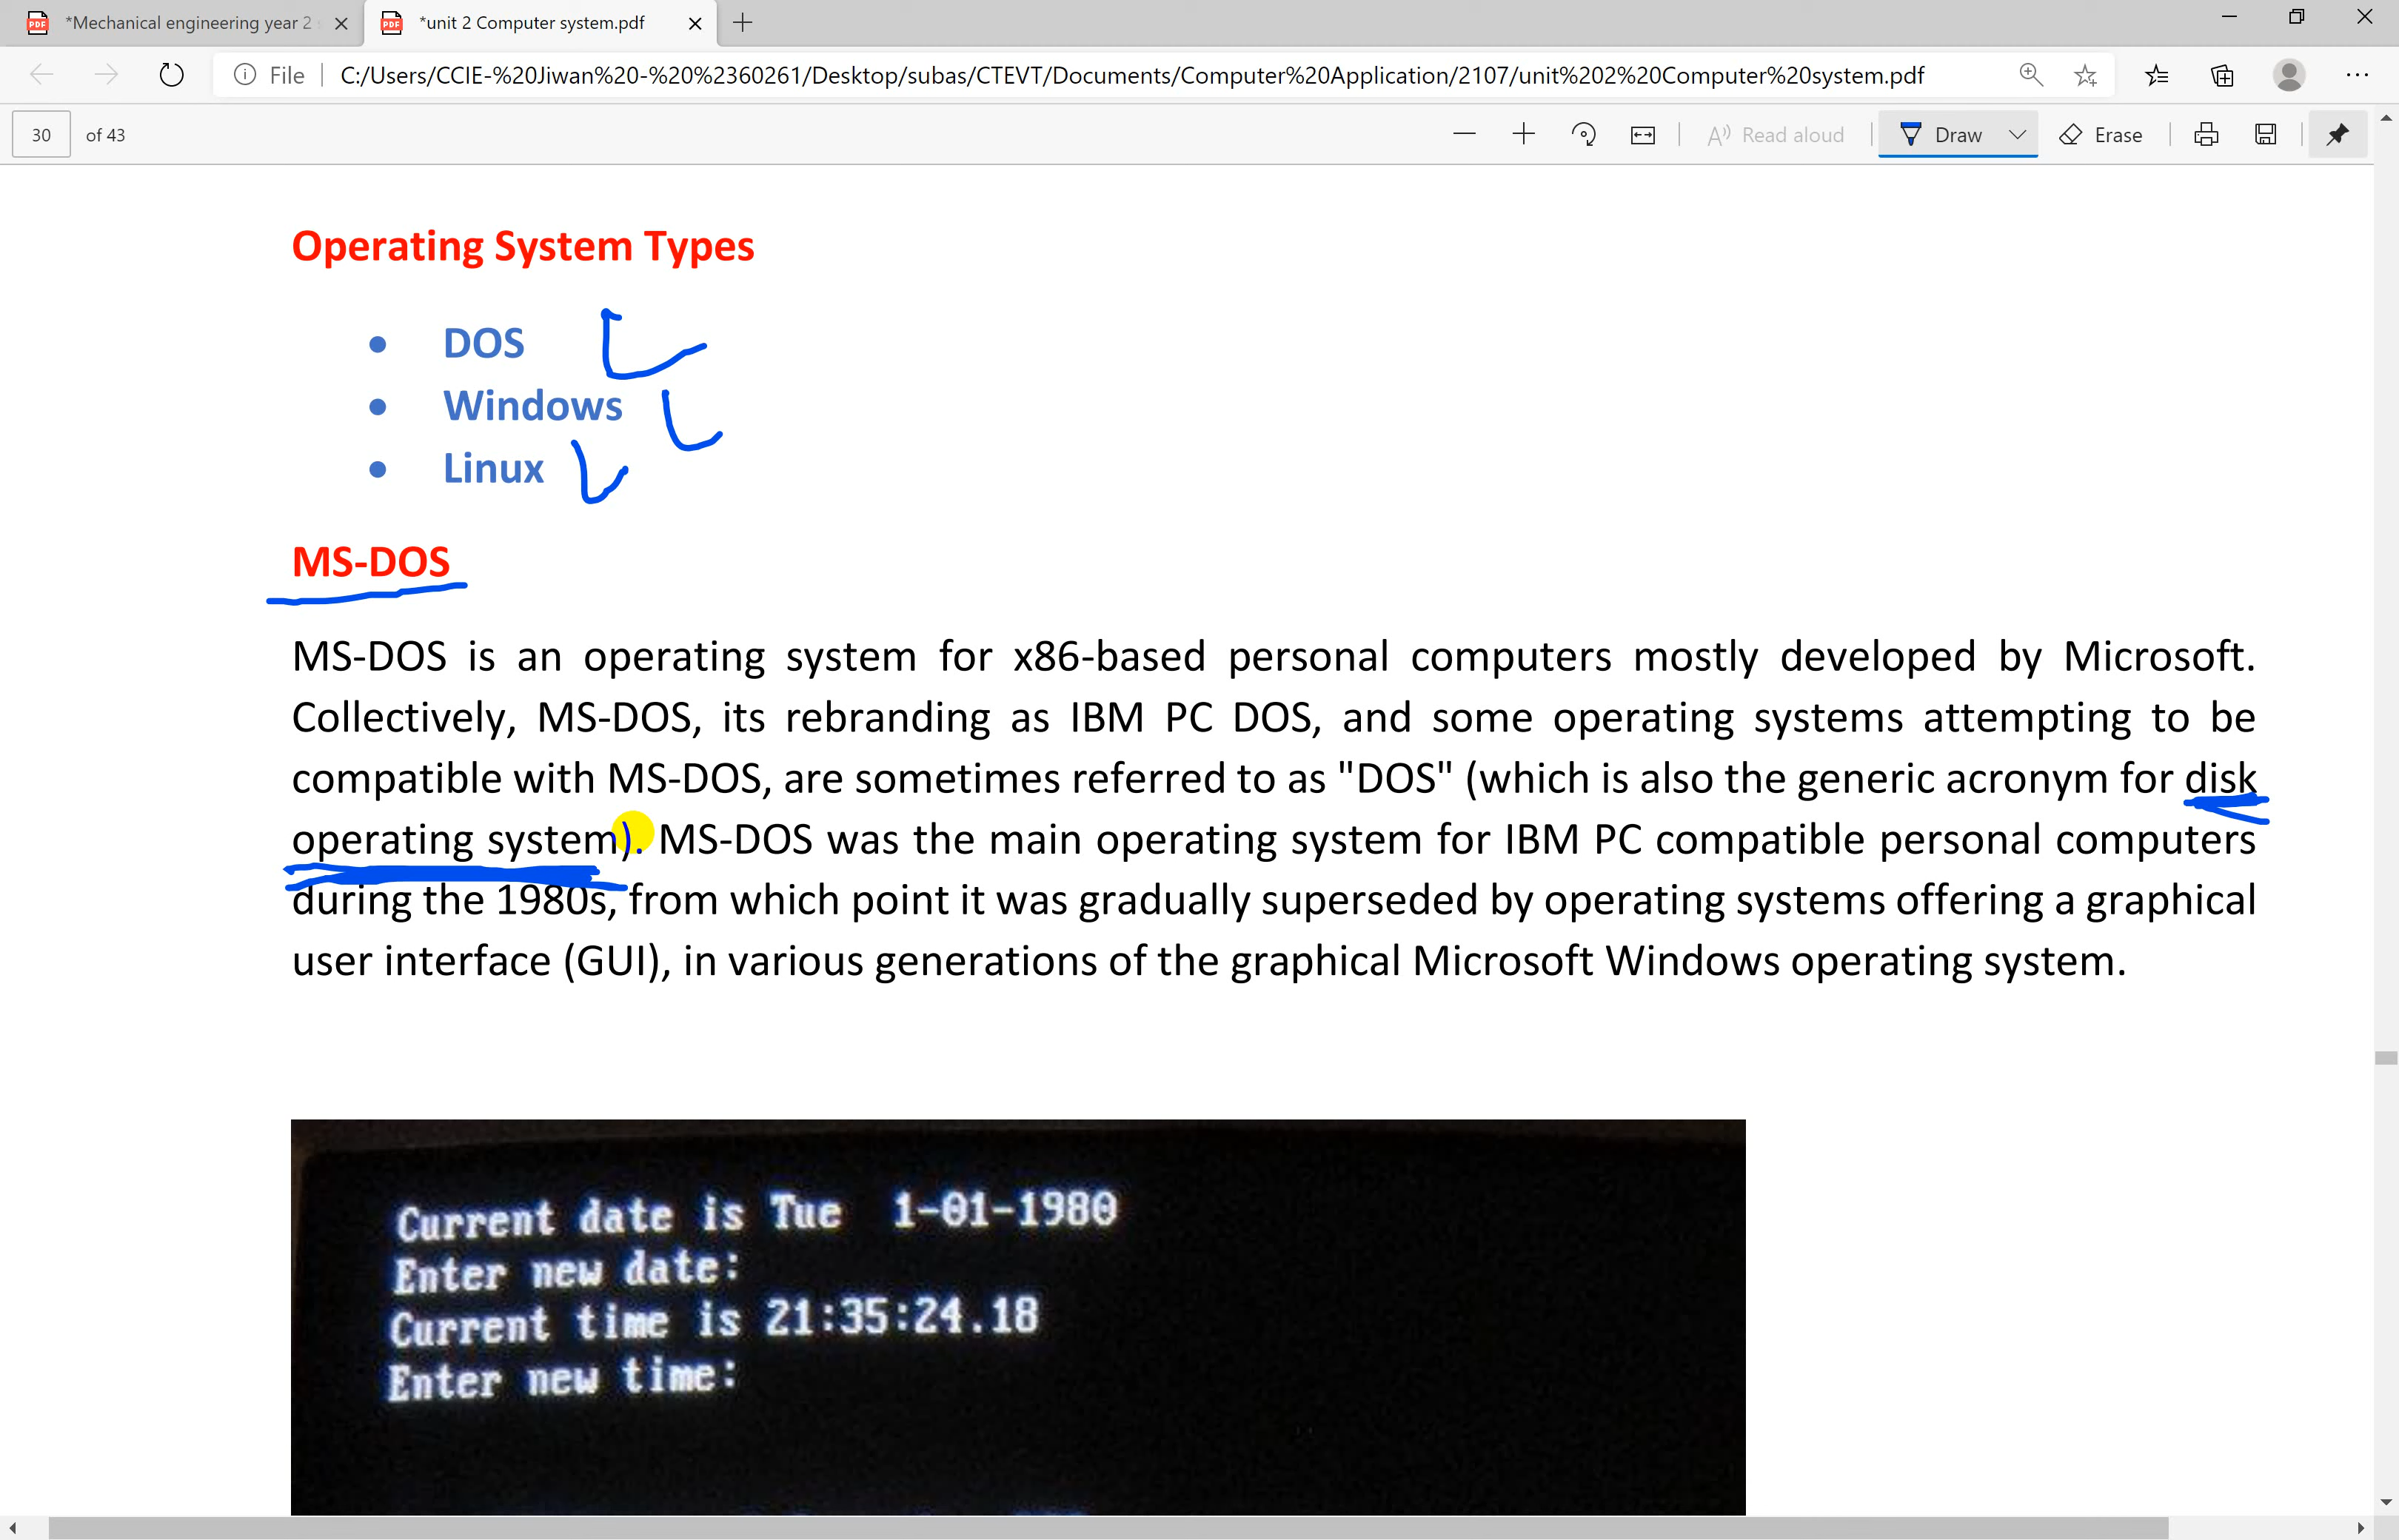 *Mechanical engineering year 2
*unit 2 Computer system.pdf
File
C:/Users/CCIE-%20Jiwan%20-%20%2360261/Desktop/subas/CTEVT/Documents/Computer%20Application/2107/unit%202%20Computer%20system.pdf
30 of 43
Read aloud
Draw
Erase
Operating System Types
• DOS
• Windows
• Linux
MS-DOS
MS-DOS is an operating system for x86-based personal computers mostly developed by Microsoft.
Collectively, MS-DOS, its rebranding as IBM PC DOS, and some operating systems attempting to be
compatible with MS-DOS, are sometimes referred to as "DOS" (which is also the generic acronym for disk
operating system). MS-DOS was the main operating system for IBM PC compatible personal computers
during the 1980s, from which point it was gradually superseded by operating systems offering a graphical
user interface (GUI), in various generations of the graphical Microsoft Windows operating system.
Current date is Tue 1-01-1980
Enter new date:
Current time is 21:35:24.18
Enter new time: